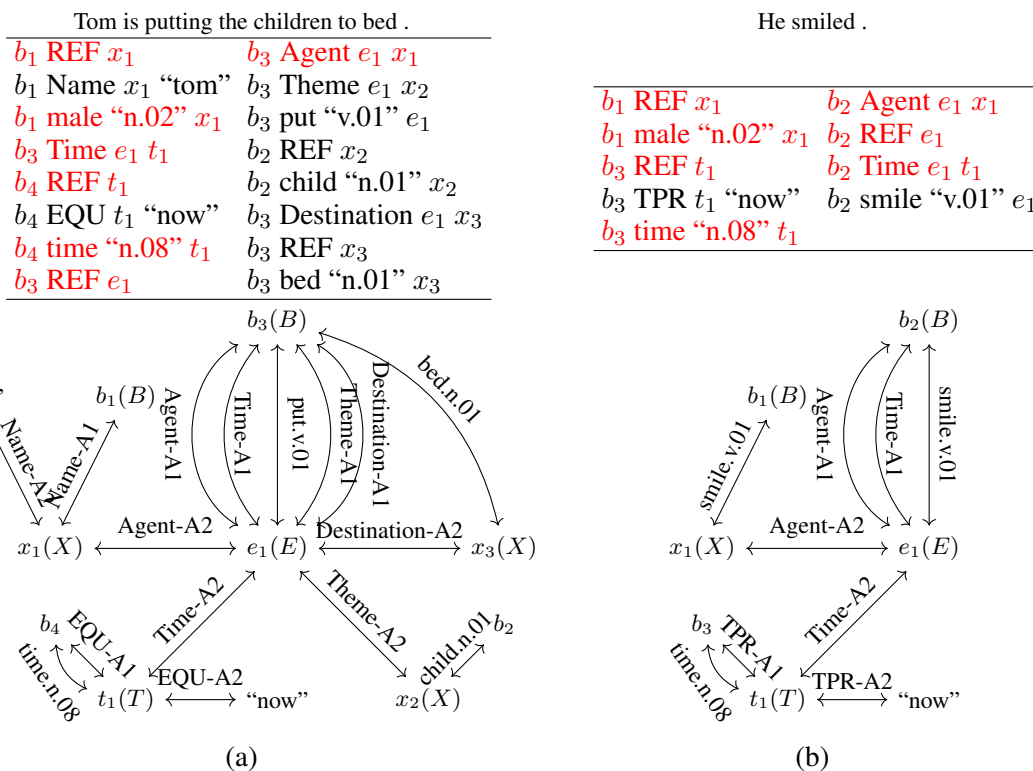 Tom is putting the children to bed .
b1 REF x1 b3 Agent e1 x1
b1 Name x1 “tom” b3 Theme e1 x2
b1 male “n.02” x1 b3 put “v.01” e1
b3 Time e1 t1 b2 REF x2
b4 REF t1 b2 child “n.01” x2
b4 EQU t1 “now” b3 Destination e1 x3
b4 time “n.08” t1 b3 REF x3
b3 REF e1 b3 bed “n.01” x3
b3(B)
b1(B)
Name-A2
Name-A1
Agent-A1
Time-A1
put.v.01
Theme-A1
Destination-A1
bed.n.01
x1(X)
Agent-A2
e1(E)
Destination-A2
x3(X)
Time-A2
Theme-A2
b4
EQU-A1
time.n.08
t1(T)
EQU-A2
“now”
child.n.01
b2
x2(X)
(a)
He smiled .
b1 REF x1 b2 Agent e1 x1
b1 male “n.02” x1 b2 REF e1
b3 REF t1 b2 Time e1 t1
b3 TPR t1 “now” b2 smile “v.01” e1
b3 time “n.08” t1
b2(B)
b1(B)
smile.v.01
Agent-A1
Time-A1
smile.v.01
x1(X)
Agent-A2
e1(E)
Time-A2
b3
TPR-A1
time.n.08
t1(T)
TPR-A2
“now”
(b)